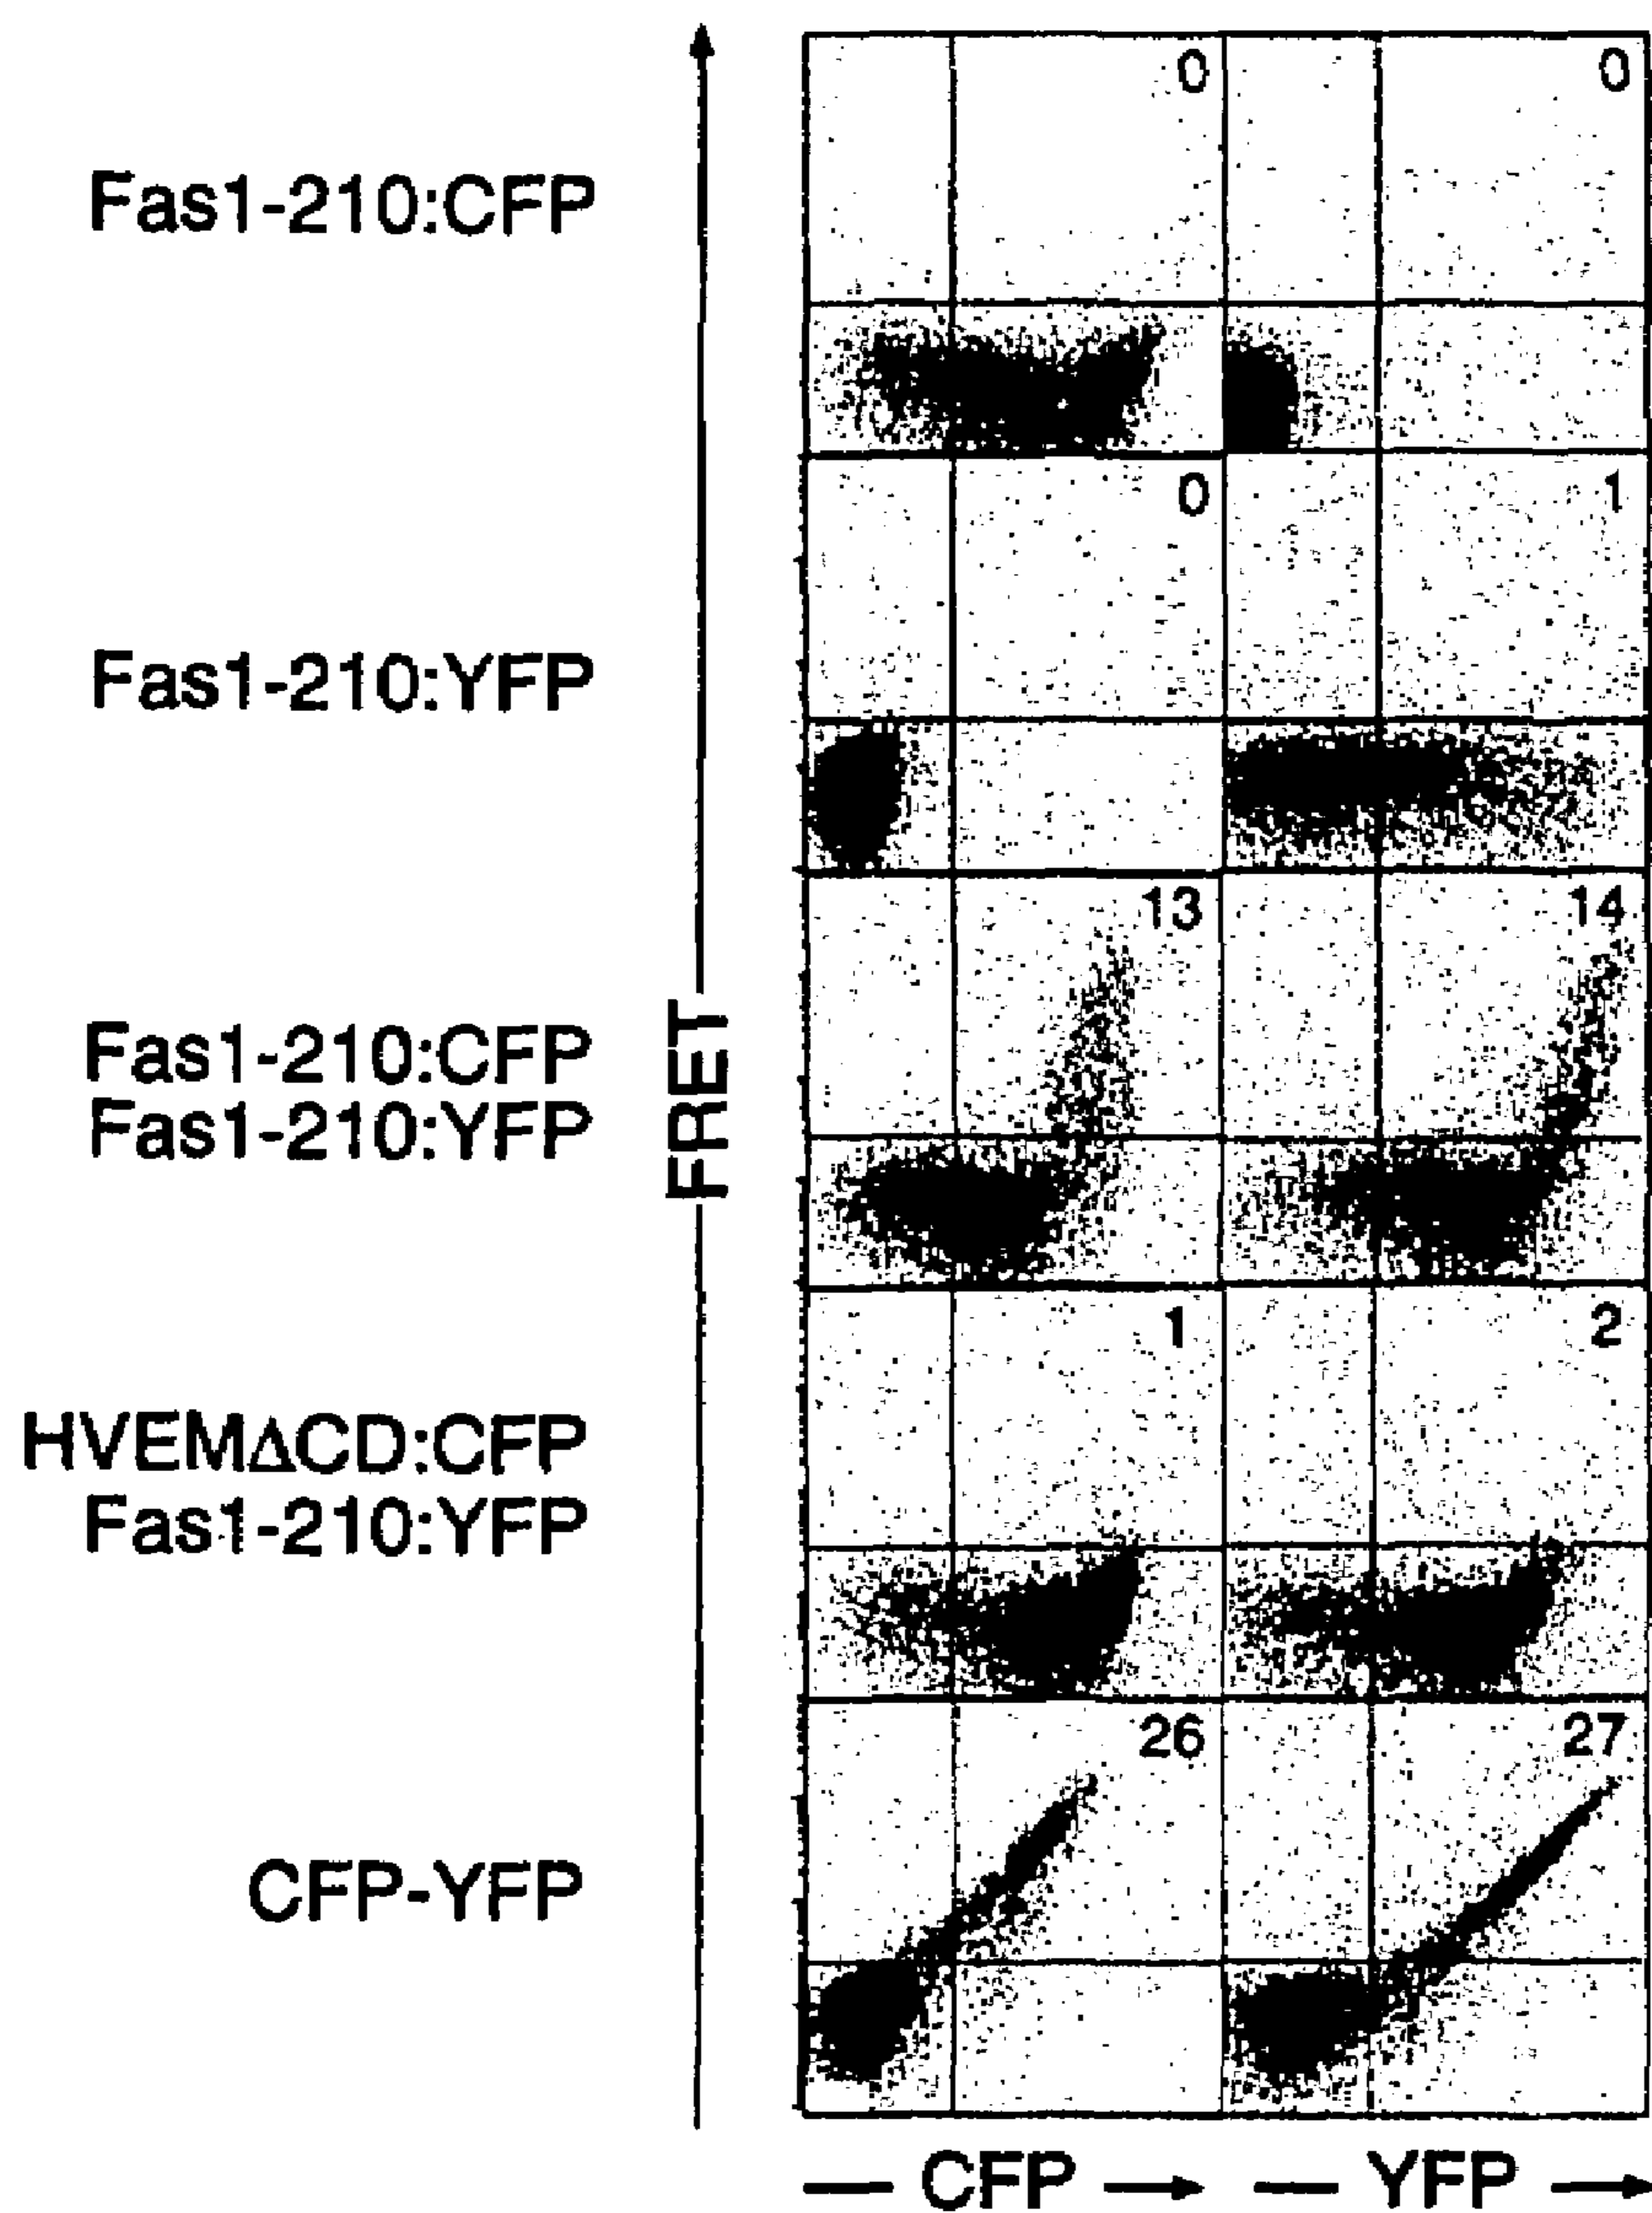 0 0
Fas1-210:CFP
0 1
Fas1-210:YFP
13 14
FRET
Fas1-210:CFP
Fas1-210:YFP
1 2
HVEMΔCD:CFP
Fas1-210:YFP
26 27
CFP-YFP
CFP YFP